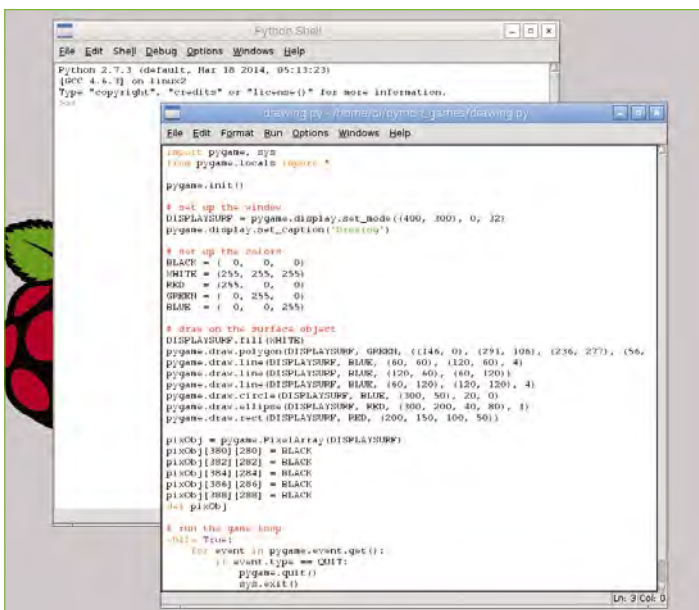 Python Shell
File Edit Shell Debug Options Windows Help
Python 2.7.3 (default, Mar 18 2014, 05:13:23)
[GCC 4.6.3] on linux2
Type "copyright", "credits" or "license()" for more information.
>>>
drawing.py - /home/pi/python_games/drawing.py
File Edit Format Run Options Windows Help
import pygame, sys
from pygame.locals import *
pygame.init()
# set up the window
DISPLAYSURF = pygame.display.set_mode((400, 300), 0, 32)
pygame.display.set_caption('Drawing')
# set up the colors
BLACK = (  0,   0,   0)
WHITE = (255, 255, 255)
RED   = (255,   0,   0)
GREEN = (  0, 255,   0)
BLUE  = (  0,   0, 255)
# draw on the surface object
DISPLAYSURF.fill(WHITE)
pygame.draw.polygon(DISPLAYSURF, GREEN, ((146, 0), (291, 106), (236, 277), (56,
pygame.draw.line(DISPLAYSURF, BLUE, (60, 60), (120, 60), 4)
pygame.draw.line(DISPLAYSURF, BLUE, (120, 60), (60, 120))
pygame.draw.line(DISPLAYSURF, BLUE, (60, 120), (120, 120), 4)
pygame.draw.circle(DISPLAYSURF, BLUE, (300, 50), 20, 0)
pygame.draw.ellipse(DISPLAYSURF, RED, (300, 200, 40, 80), 1)
pygame.draw.rect(DISPLAYSURF, RED, (200, 150, 100, 50))
pixObj = pygame.PixelArray(DISPLAYSURF)
pixObj[380][280] = BLACK
pixObj[382][282] = BLACK
pixObj[384][284] = BLACK
pixObj[386][286] = BLACK
pixObj[388][288] = BLACK
del pixObj
# run the game loop
while True:
    for event in pygame.event.get():
        if event.type == QUIT:
            pygame.quit()
            sys.exit()
Ln: 3 Col: 0